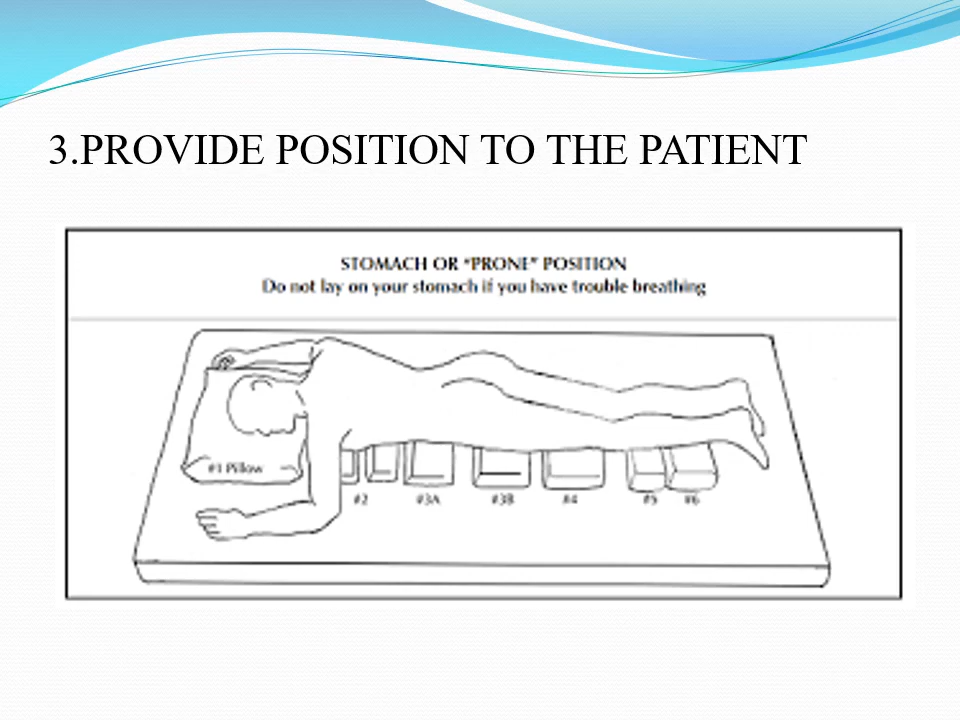 3.PROVIDE POSITION TO THE PATIENT
STOMACH OR "PRONE" POSITION
Do not lay on your stomach if you have trouble breathing
#1 Pillow
#2 #3A #3B #4 #5 #6